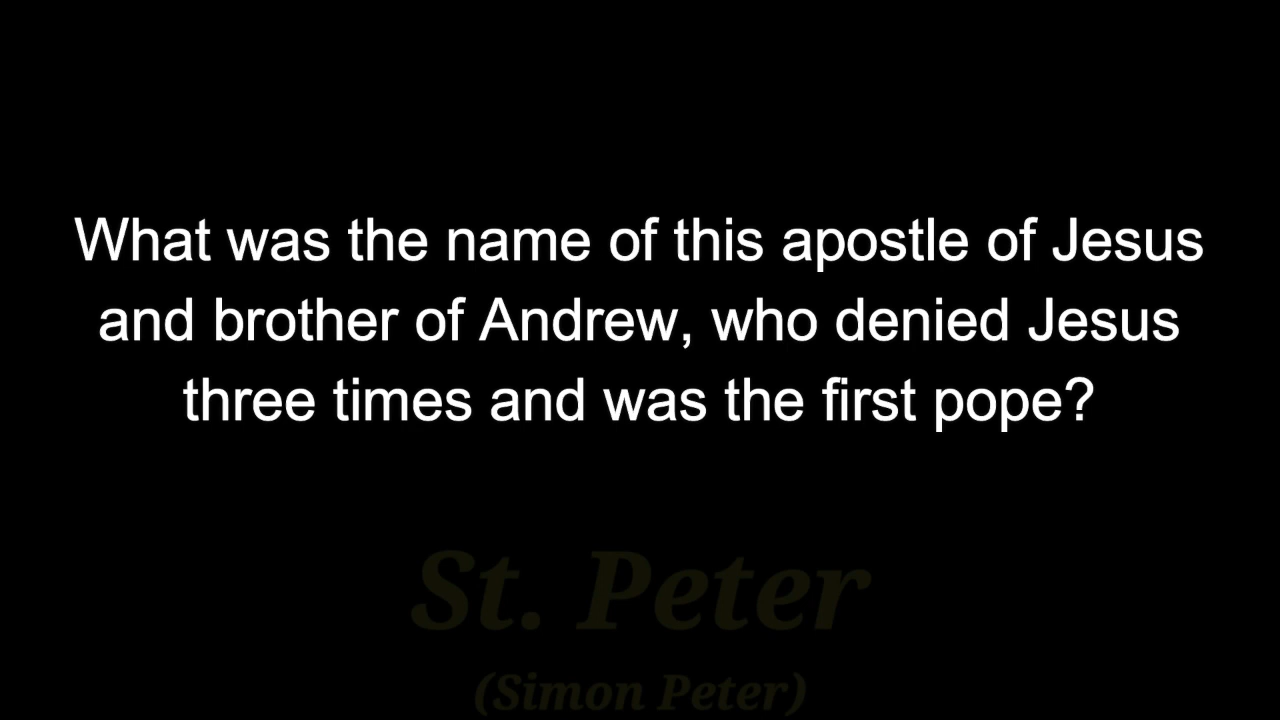 What was the name of this apostle of Jesus
and brother of Andrew, who denied Jesus
three times and was the first pope?
St. Peter
(Simon Peter)